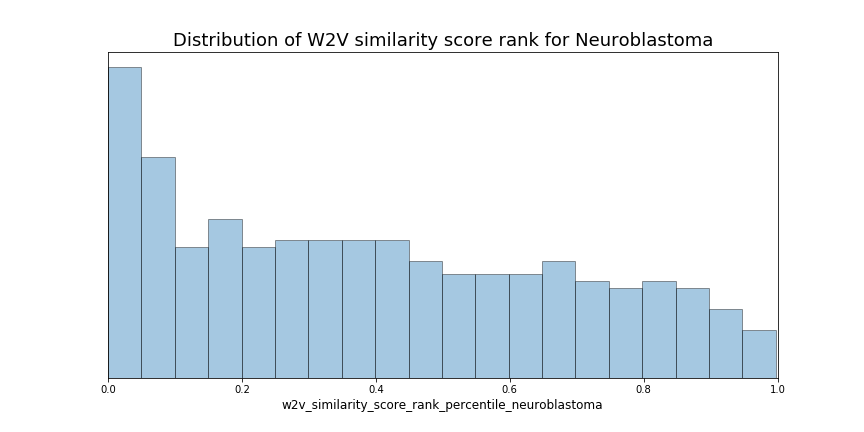 Distribution of W2V similarity score rank for Neuroblastoma
0.0 0.2 0.4 0.6 0.8 1.0
w2v_similarity_score_rank_percentile_neuroblastoma